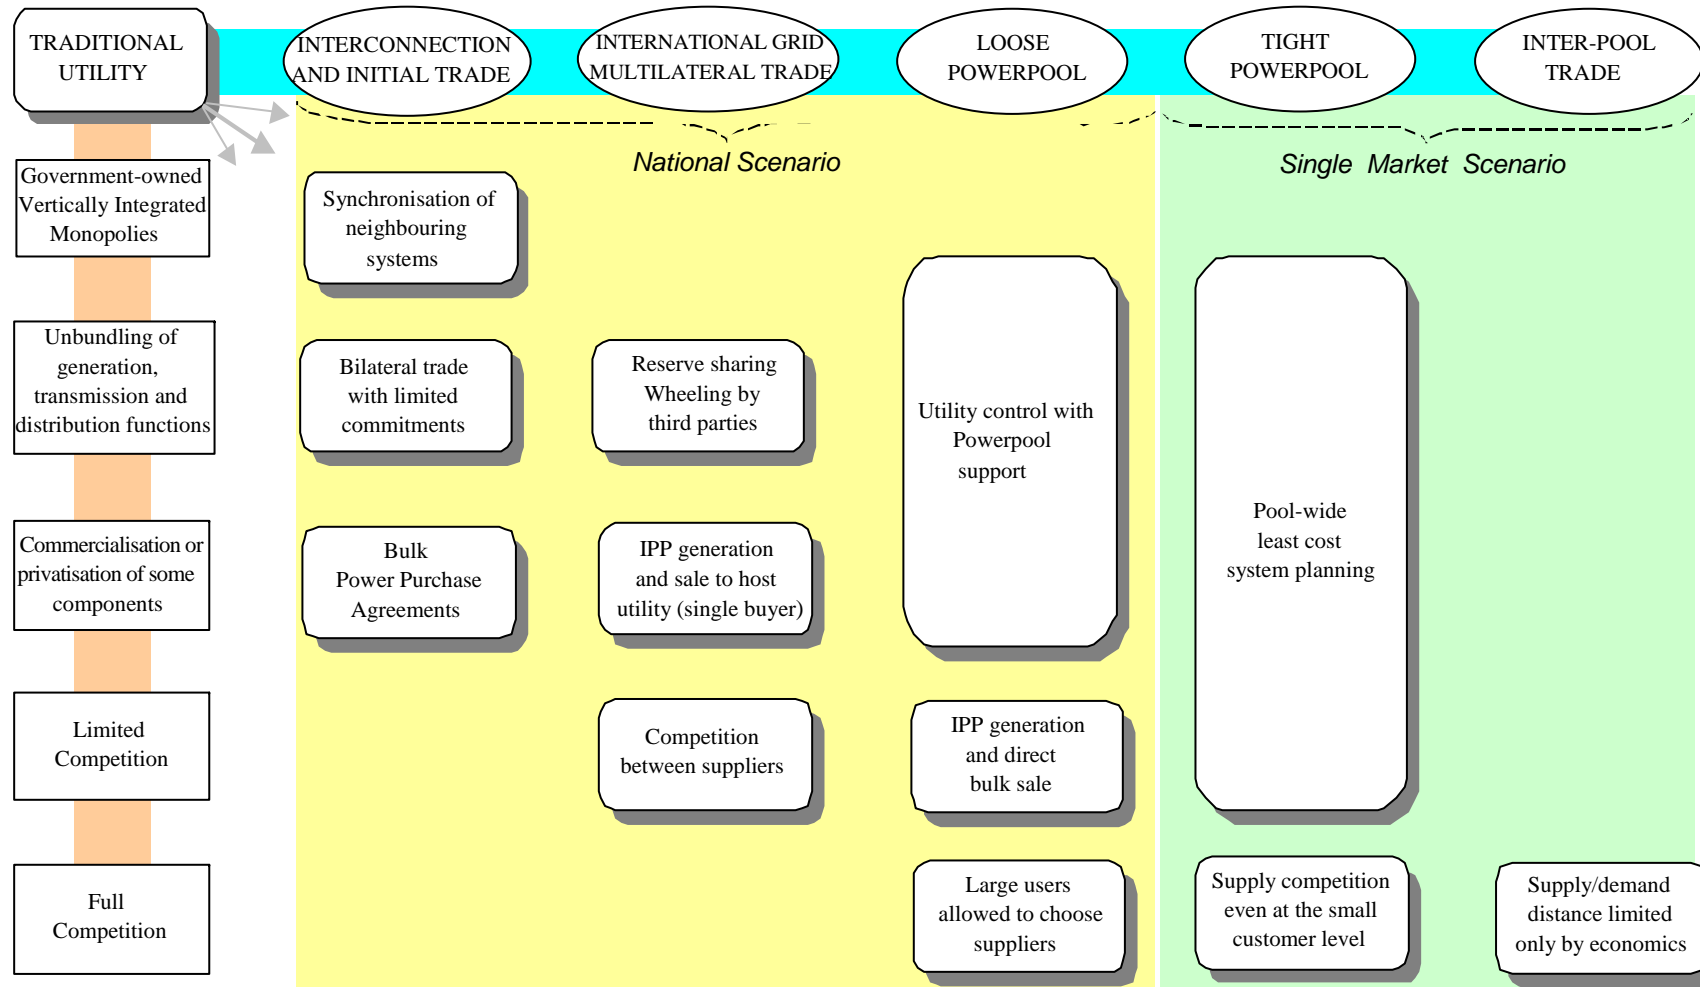 TRADITIONAL
UTILITY
INTERCONNECTION
AND INITIAL TRADE
INTERNATIONAL GRID
MULTILATERAL TRADE
LOOSE
POWERPOOL
TIGHT
POWERPOOL
INTER-POOL
TRADE
National Scenario
Single Market Scenario
Government-owned
Vertically Integrated
Monopolies
Synchronisation of
neighbouring
systems
Unbundling of
generation,
transmission and
distribution functions
Bilateral trade
with limited
commitments
Reserve sharing
Wheeling by
third parties
Utility control with
Powerpool
support
Pool-wide
least cost
system planning
Commercialisation or
privatisation of some
components
Bulk
Power Purchase
Agreements
IPP generation
and sale to host
utility (single buyer)
Limited
Competition
Competition
between suppliers
IPP generation
and direct
bulk sale
Full
Competition
Large users
allowed to choose
suppliers
Supply competition
even at the small
customer level
Supply/demand
distance limited
only by economics